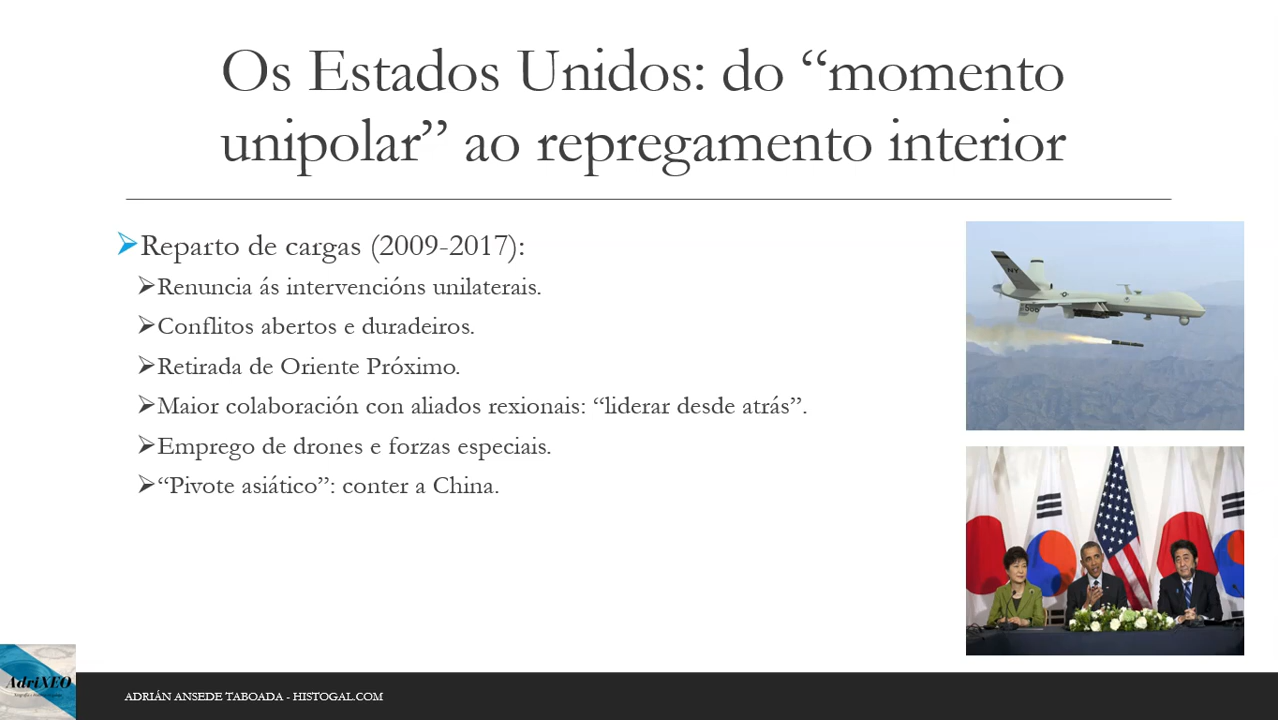 Os Estados Unidos: do “momento
unipolar” ao repregamento interior
Reparto de cargas (2009-2017):
Renuncia ás intervencións unilaterais.
Conflitos abertos e duradeiros.
Retirada de Oriente Próximo.
Maior colaboración con aliados rexionais: “liderar desde atrás”.
Emprego de drones e forzas especiais.
“Pivote asiático”: conter a China.
NY
AdriXEO
ADRIÁN ANSEDE TABOADA - HISTOGAL.COM